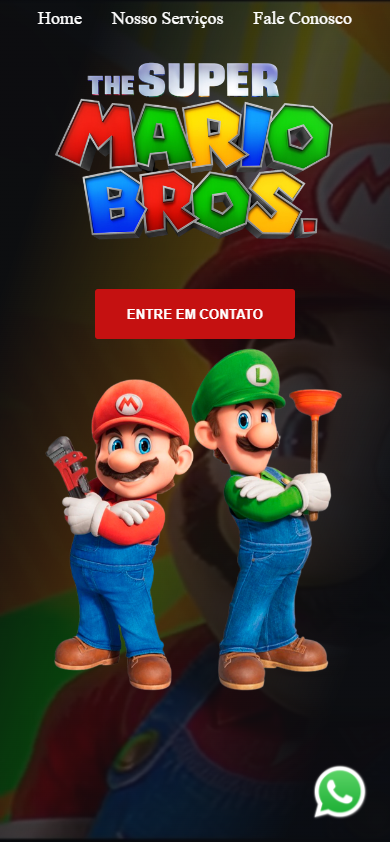 Home Nosso Serviços Fale Conosco
THE SUPER
MARIO
BROS.
ENTRE EM CONTATO
M
L